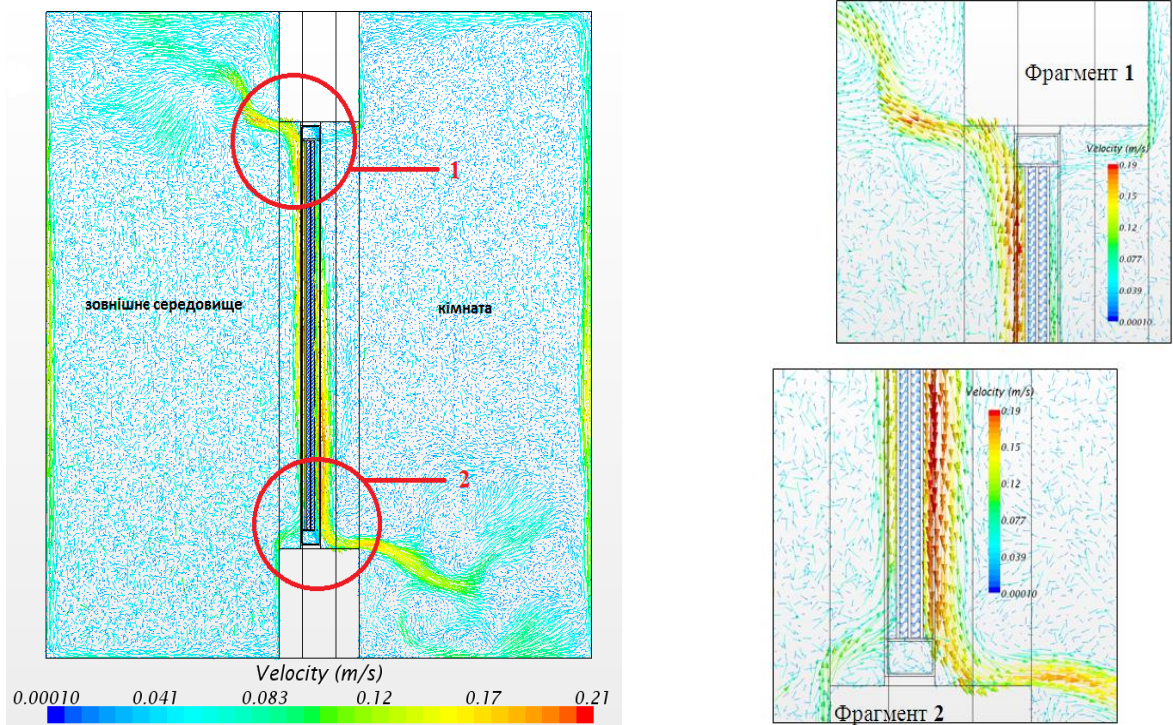 зовнішнє середовище
кімната
1
2
Velocity (m/s)
0.00010 0.041 0.083 0.12 0.17 0.21
Фрагмент 1
Velocity (m/s)
0.19
0.15
0.12
0.077
0.039
0.00010
Velocity (m/s)
0.19
0.15
0.12
0.077
0.039
0.00010
Фрагмент 2